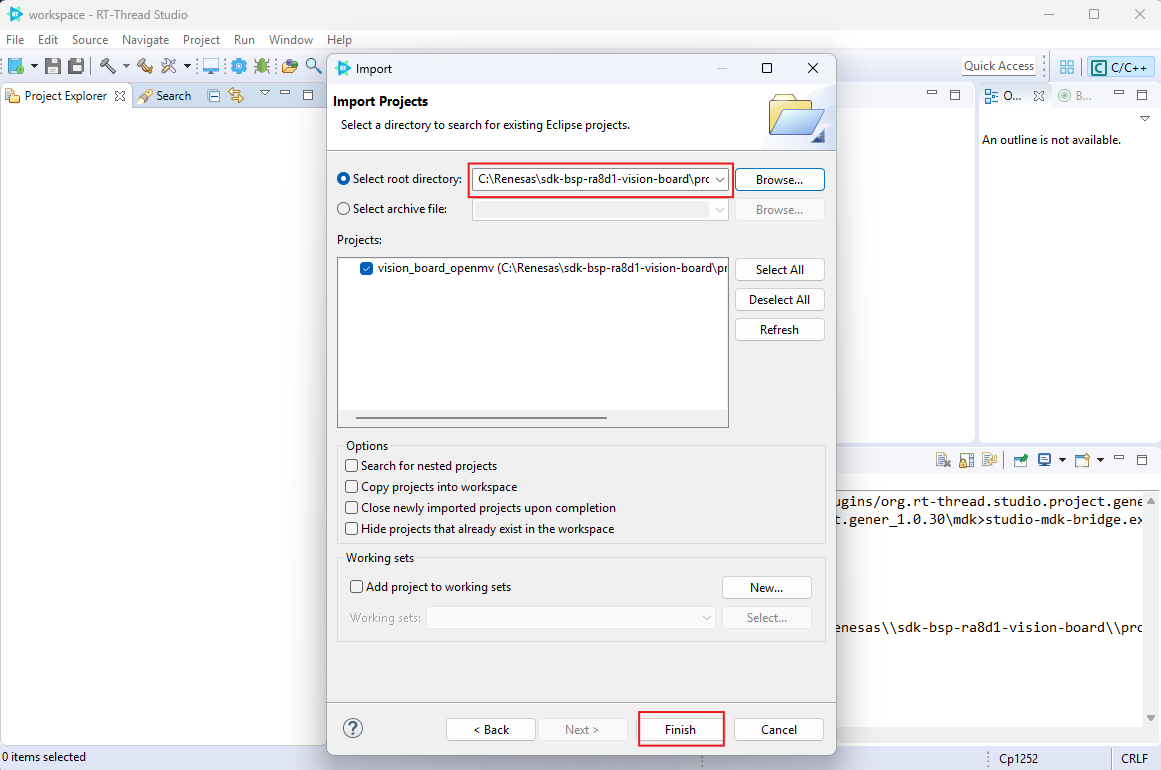 workspace - RT-Thread Studio
File Edit Source Navigate Project Run Window Help
Quick Access
C/C++
Project Explorer
Search
O...
B...
An outline is not available.
Import
Import Projects
Select a directory to search for existing Eclipse projects.
Select root directory: C:\Renesas\sdk-bsp-ra8d1-vision-board\prc Browse...
Select archive file: Browse...
Projects:
vision_board_openmv (C:\Renesas\sdk-bsp-ra8d1-vision-board\pr
Select All
Deselect All
Refresh
Options
Search for nested projects
Copy projects into workspace
Close newly imported projects upon completion
Hide projects that already exist in the workspace
Working sets
Add project to working sets New...
Working sets: Select...
< Back Next > Finish Cancel
ugins/org.rt-thread.studio.project.gene
t.gener_1.0.30\mdk>studio-mdk-bridge.ex
enesas\\sdk-bsp-ra8d1-vision-board\\prc
0 items selected
Cp1252
CRLF